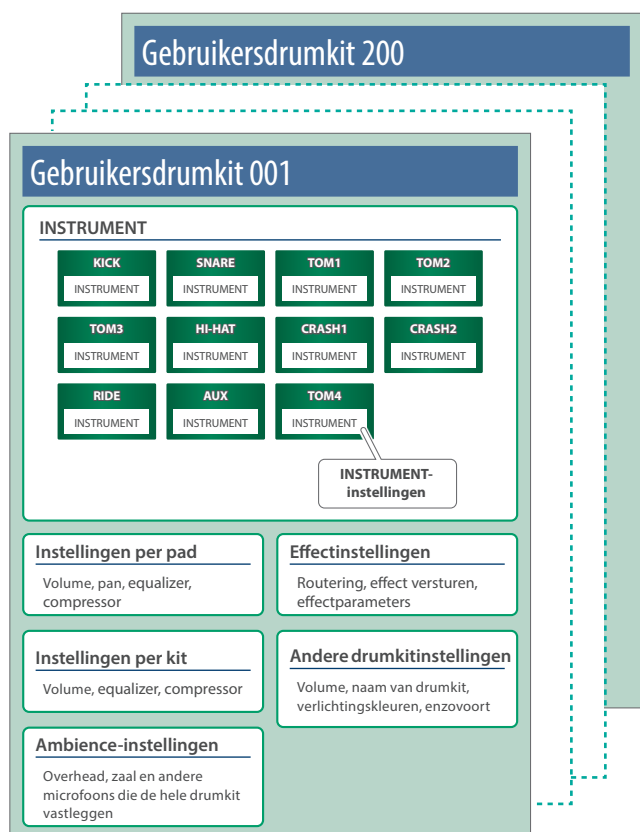 Gebruikersdrumkit 200
Gebruikersdrumkit 001
INSTRUMENT
KICK
INSTRUMENT
SNARE
INSTRUMENT
TOM1
INSTRUMENT
TOM2
INSTRUMENT
TOM3
INSTRUMENT
HI-HAT
INSTRUMENT
CRASH1
INSTRUMENT
CRASH2
INSTRUMENT
RIDE
INSTRUMENT
AUX
INSTRUMENT
TOM4
INSTRUMENT
INSTRUMENT-
instellingen
Instellingen per pad
Volume, pan, equalizer,
compressor
Effectinstellingen
Routering, effect versturen,
effectparameters
Instellingen per kit
Volume, equalizer, compressor
Andere drumkitinstellingen
Volume, naam van drumkit,
verlichtingskleuren, enzovoort
Ambience-instellingen
Overhead, zaal en andere
microfoons die de hele drumkit
vastleggen